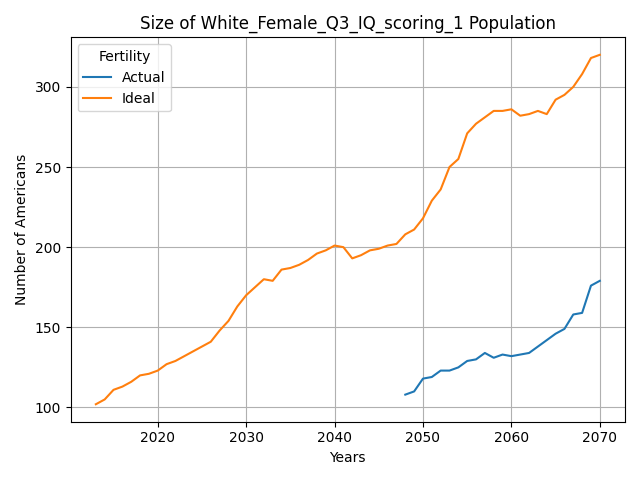 Size of White_Female_Q3_IQ_scoring_1 Population
Fertility
Actual
Ideal
Number of Americans
300
250
200
150
100
2020 2030 2040 2050 2060 2070
Years